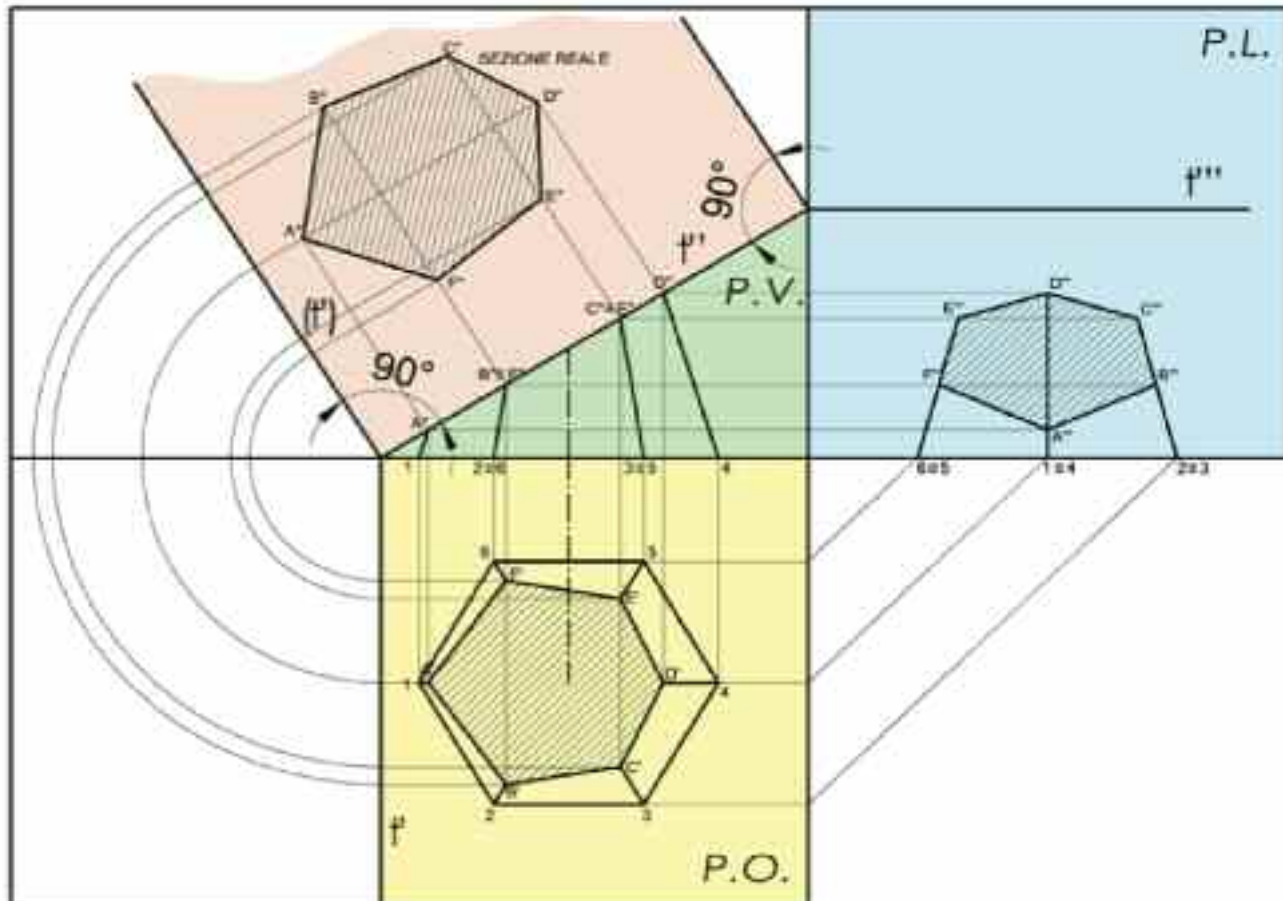 P.L.
C"
SEZIONE REALE
B"
D"
90°
t'''
E"
A"
t''
F"
D"
P.V.
(t')
D'''
E'''
C'''
90°
F'''
B'''
A"
A'''
1
2≡6
3≡5
4
6≡5
1≡4
2≡3
6
5
F'
E'
1
D'
4
C'
B'
2
3
t'
P.O.